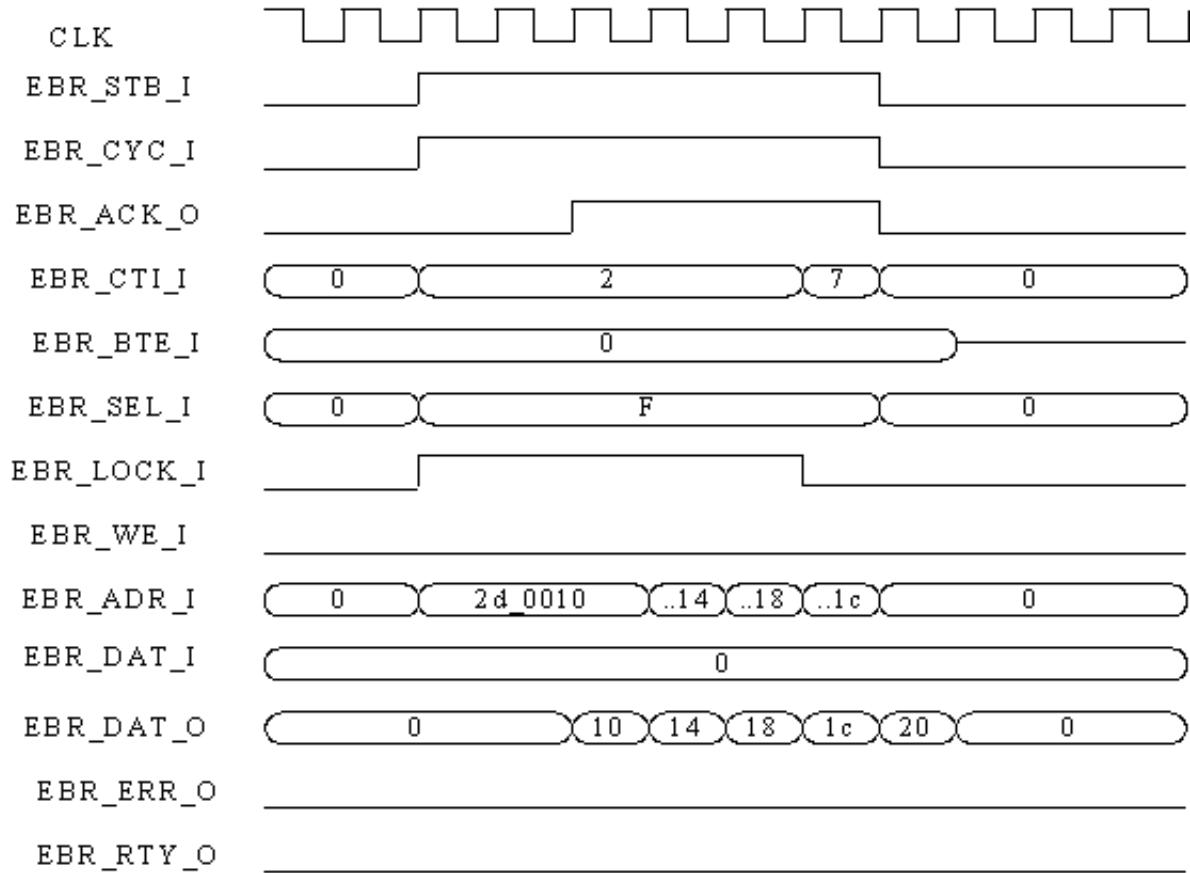 CLK
EBR_STB_I
EBR_CYC_I
EBR_ACK_O
EBR_CTI_I 0 2 7 0
EBR_BTE_I 0
EBR_SEL_I 0 F 0
EBR_LOCK_I
EBR_WE_I
EBR_ADR_I 0 2d_0010 ..14 ..18 ..1c 0
EBR_DAT_I 0
EBR_DAT_O 0 10 14 18 1c 20 0
EBR_ERR_O
EBR_RTY_O